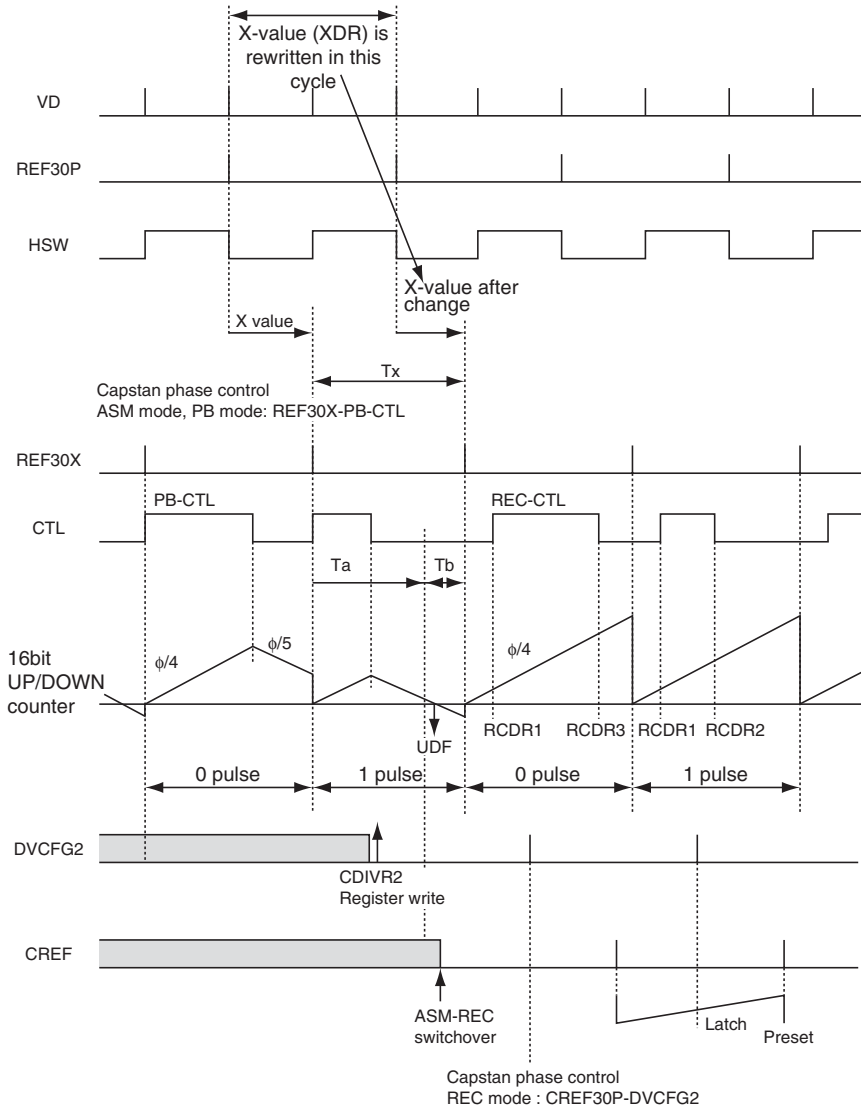 X-value (XDR) is
rewritten in this
cycle
VD
REF30P
HSW
X-value after
change
X value
Tx
Capstan phase control
ASM mode, PB mode: REF30X-PB-CTL
REF30X
PB-CTL
REC-CTL
CTL
Ta
Tb
ϕ/4
ϕ/5
ϕ/4
16bit
UP/DOWN
counter
UDF
RCDR1
RCDR3
RCDR1
RCDR2
0 pulse
1 pulse
0 pulse
1 pulse
DVCFG2
CDIVR2
Register write
CREF
ASM-REC
switchover
Latch
Preset
Capstan phase control
REC mode : CREF30P-DVCFG2